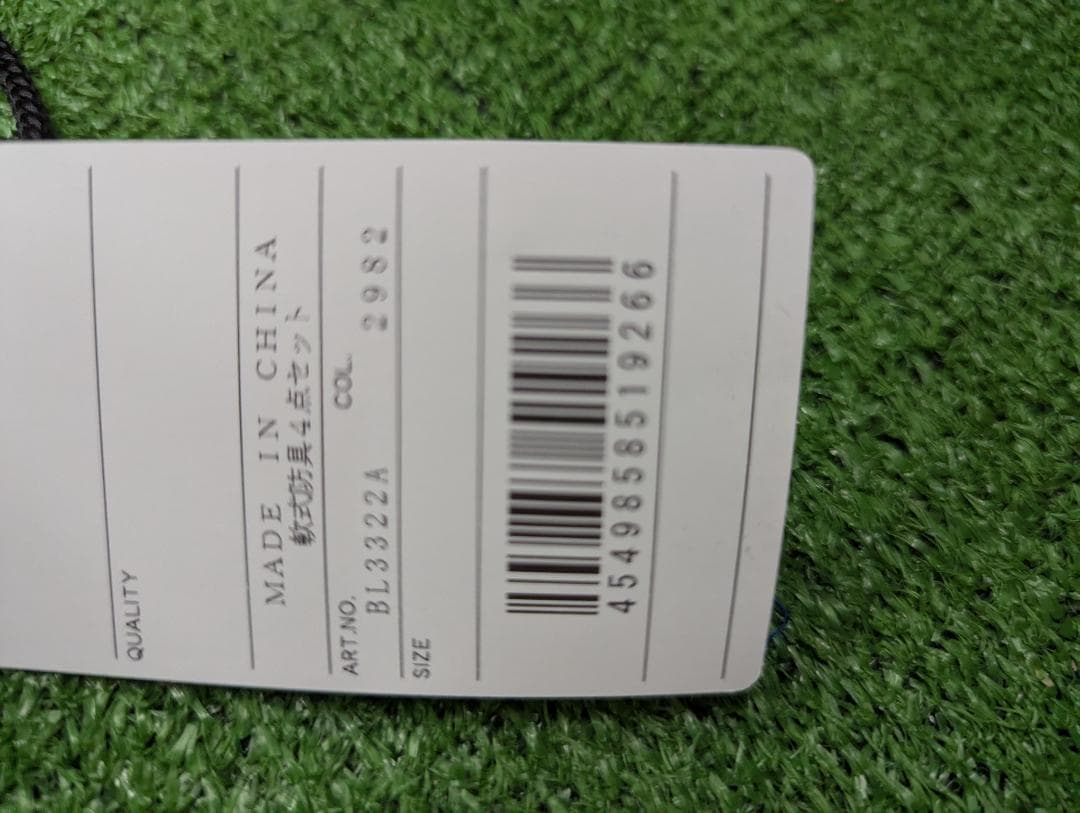 QUALITY
MADE IN CHINA
軟式防具4点セット
ART.NO. COL.
BL3322A 2982
SIZE
4549858519266